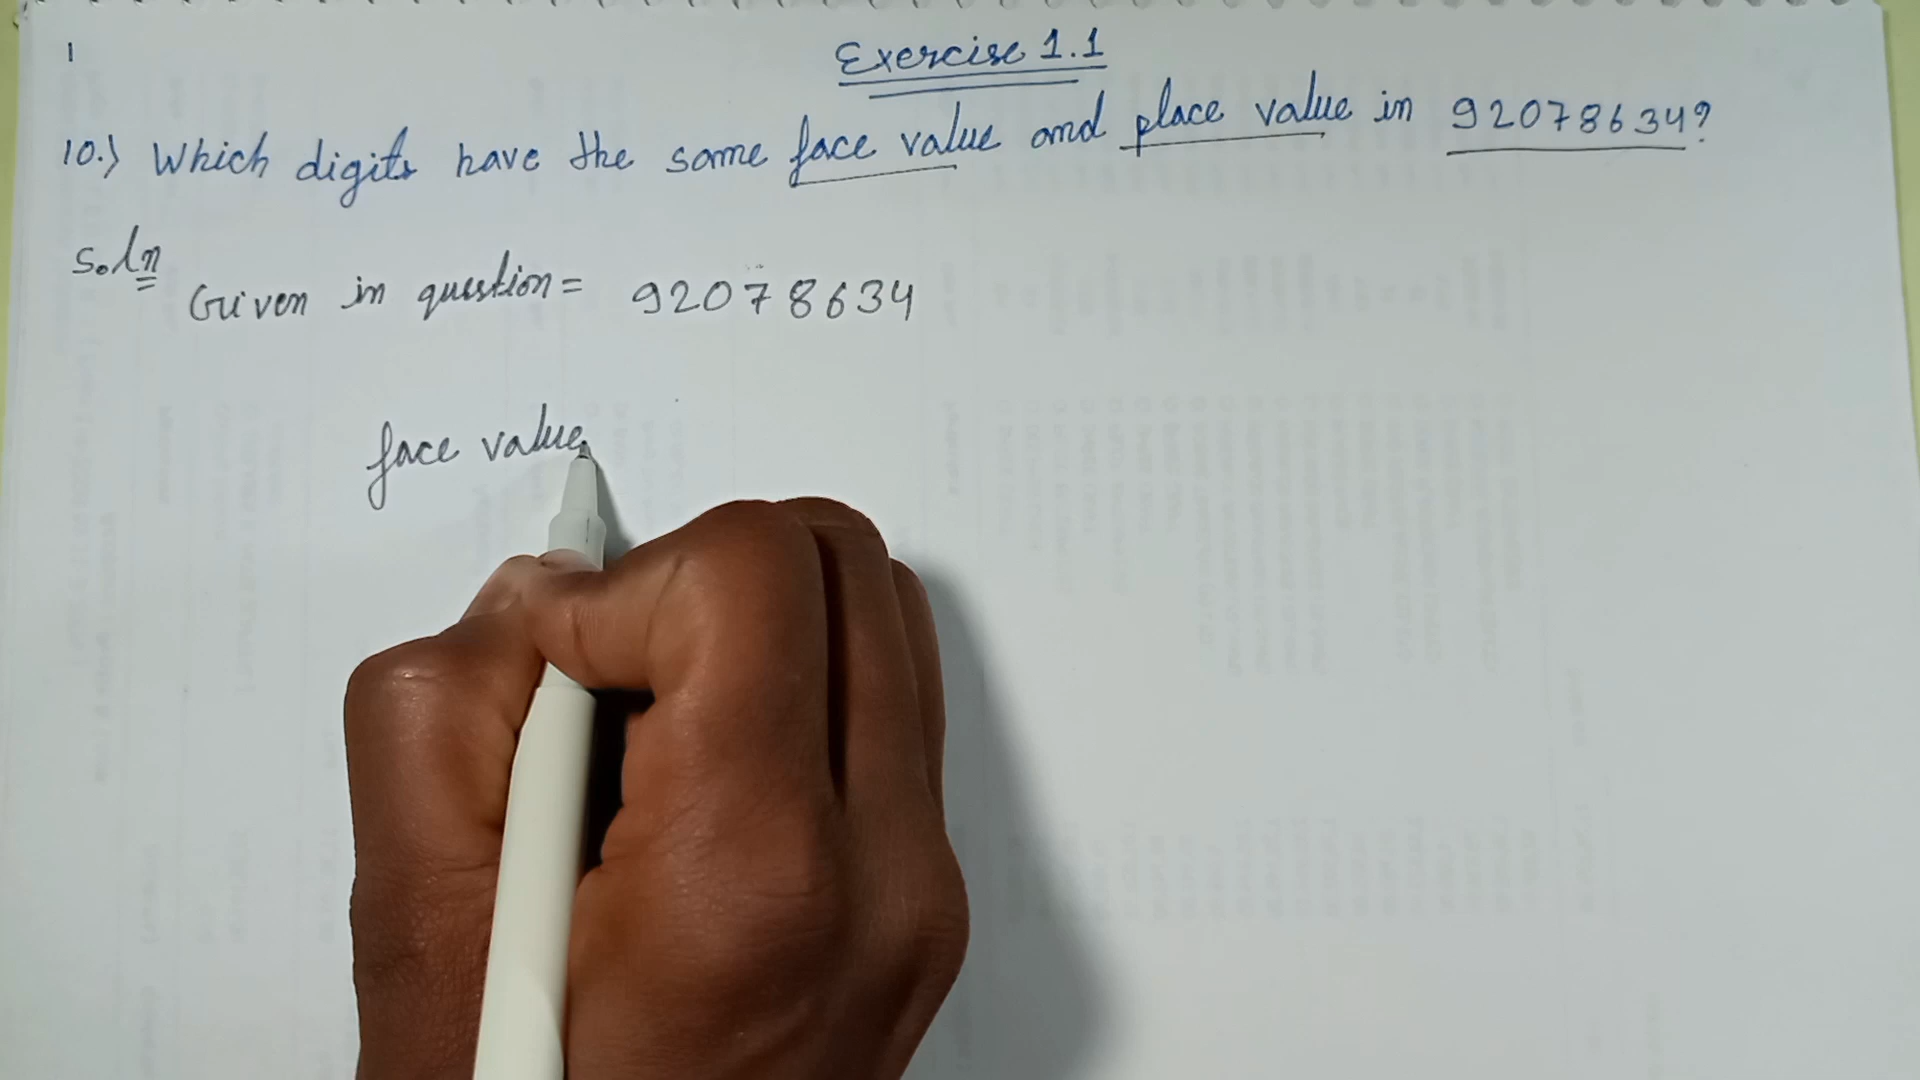 1
Exercise 1.1
10.) Which digits have the same face value and place value in 92078634?
Soln
Given in question = 92078634
face value